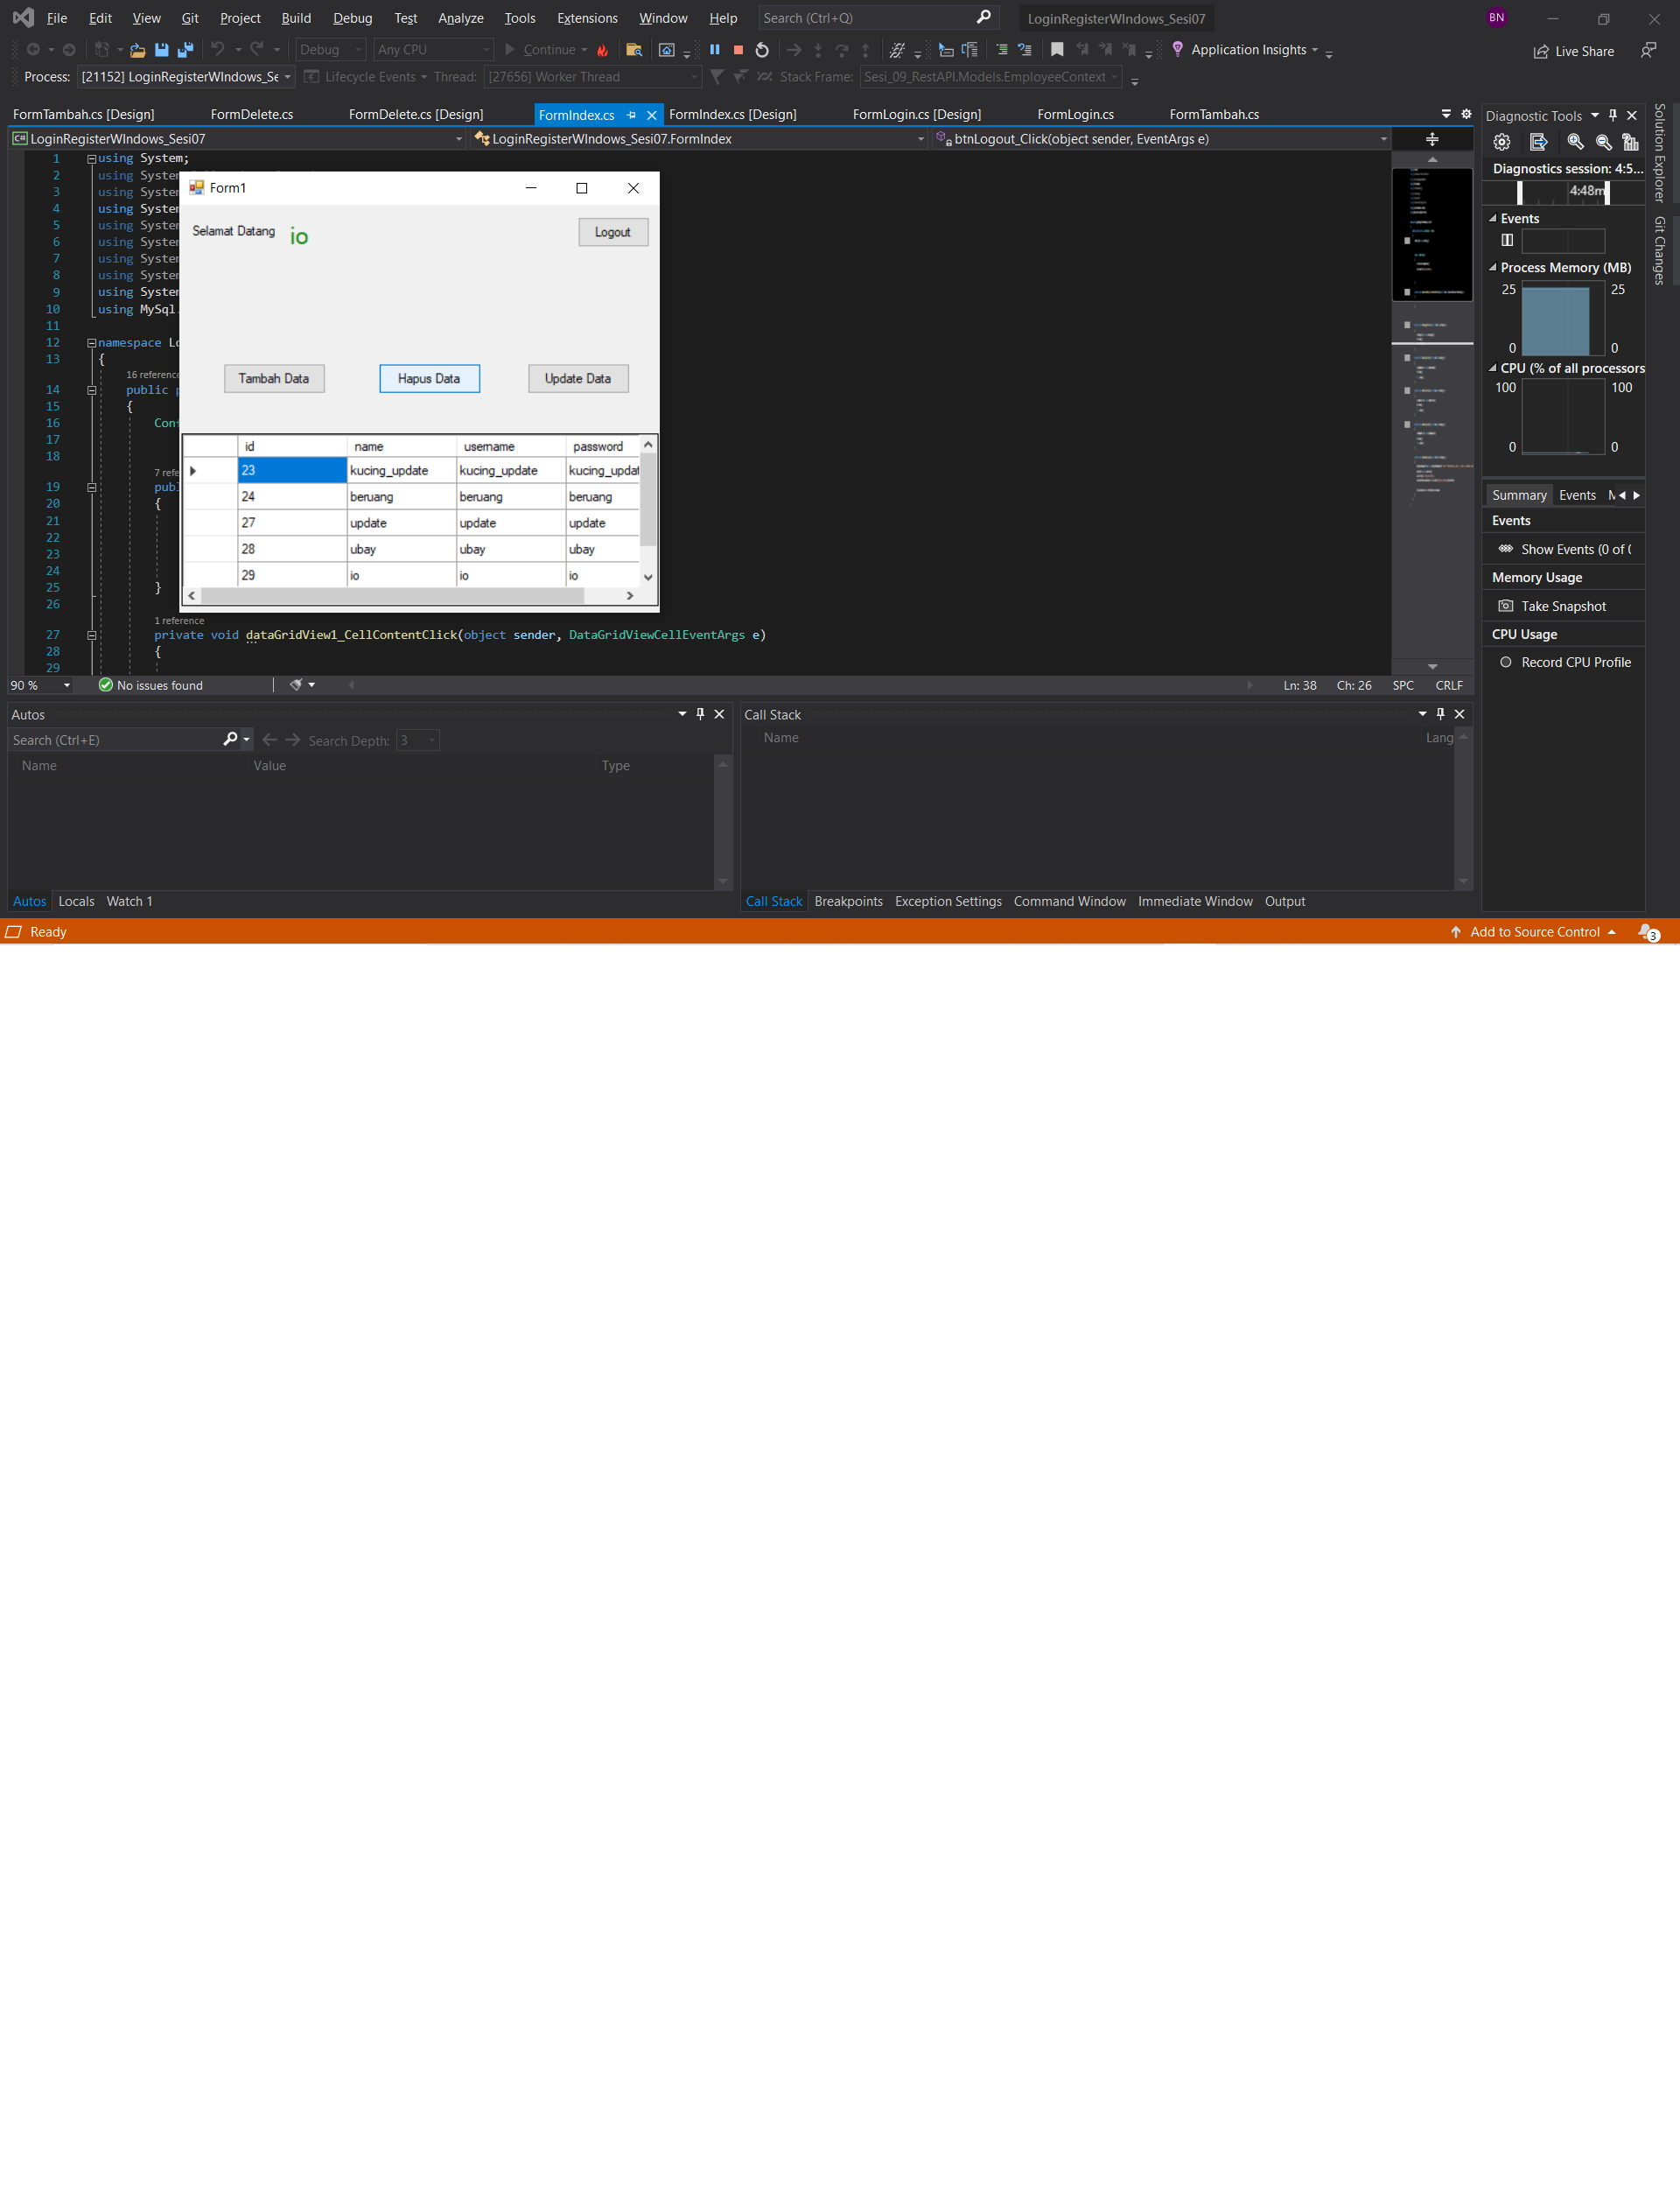 File Edit View Git Project Build Debug Test Analyze Tools Extensions Window Help Search (Ctrl+Q) LoginRegisterWIndows_Sesi07 BN
Debug Any CPU Continue Application Insights Live Share
Process: [21152] LoginRegisterWIndows_Se Lifecycle Events Thread: [27656] Worker Thread Stack Frame: Sesi_09_RestAPI.Models.EmployeeContext
FormTambah.cs [Design] FormDelete.cs FormDelete.cs [Design] FormIndex.cs FormIndex.cs [Design] FormLogin.cs [Design] FormLogin.cs FormTambah.cs
LoginRegisterWIndows_Sesi07 LoginRegisterWIndows_Sesi07.FormIndex btnLogout_Click(object sender, EventArgs e)
1 using System;
2 using System
3 using System
4 using System
5 using System
6 using System
7 using System
8 using System
9 using System
10 using MySql
11
12 namespace Lo
13 {
16 reference
14 public p
15 {
16 Con
17
18
7 refe
19 publ
20 {
21
22
23
24
25 }
26
1 reference
27 private void dataGridView1_CellContentClick(object sender, DataGridViewCellEventArgs e)
28 {
29
Form1
Selamat Datang io Logout
Tambah Data Hapus Data Update Data
id name username password
23 kucing_update kucing_update kucing_updat
24 beruang beruang beruang
27 update update update
28 ubay ubay ubay
29 io io io
90 % No issues found Ln: 38 Ch: 26 SPC CRLF
Autos
Search (Ctrl+E) Search Depth: 3
Name Value Type
Autos Locals Watch 1
Call Stack
Name Lang
Call Stack Breakpoints Exception Settings Command Window Immediate Window Output
Diagnostic Tools
Diagnostics session: 4:5...
4:48m
Events
Process Memory (MB)
25 25
0 0
CPU (% of all processors
100 100
0 0
Summary Events
Events
Show Events (0 of
Memory Usage
Take Snapshot
CPU Usage
Record CPU Profile
Solution Explorer
Git Changes
Ready Add to Source Control 3